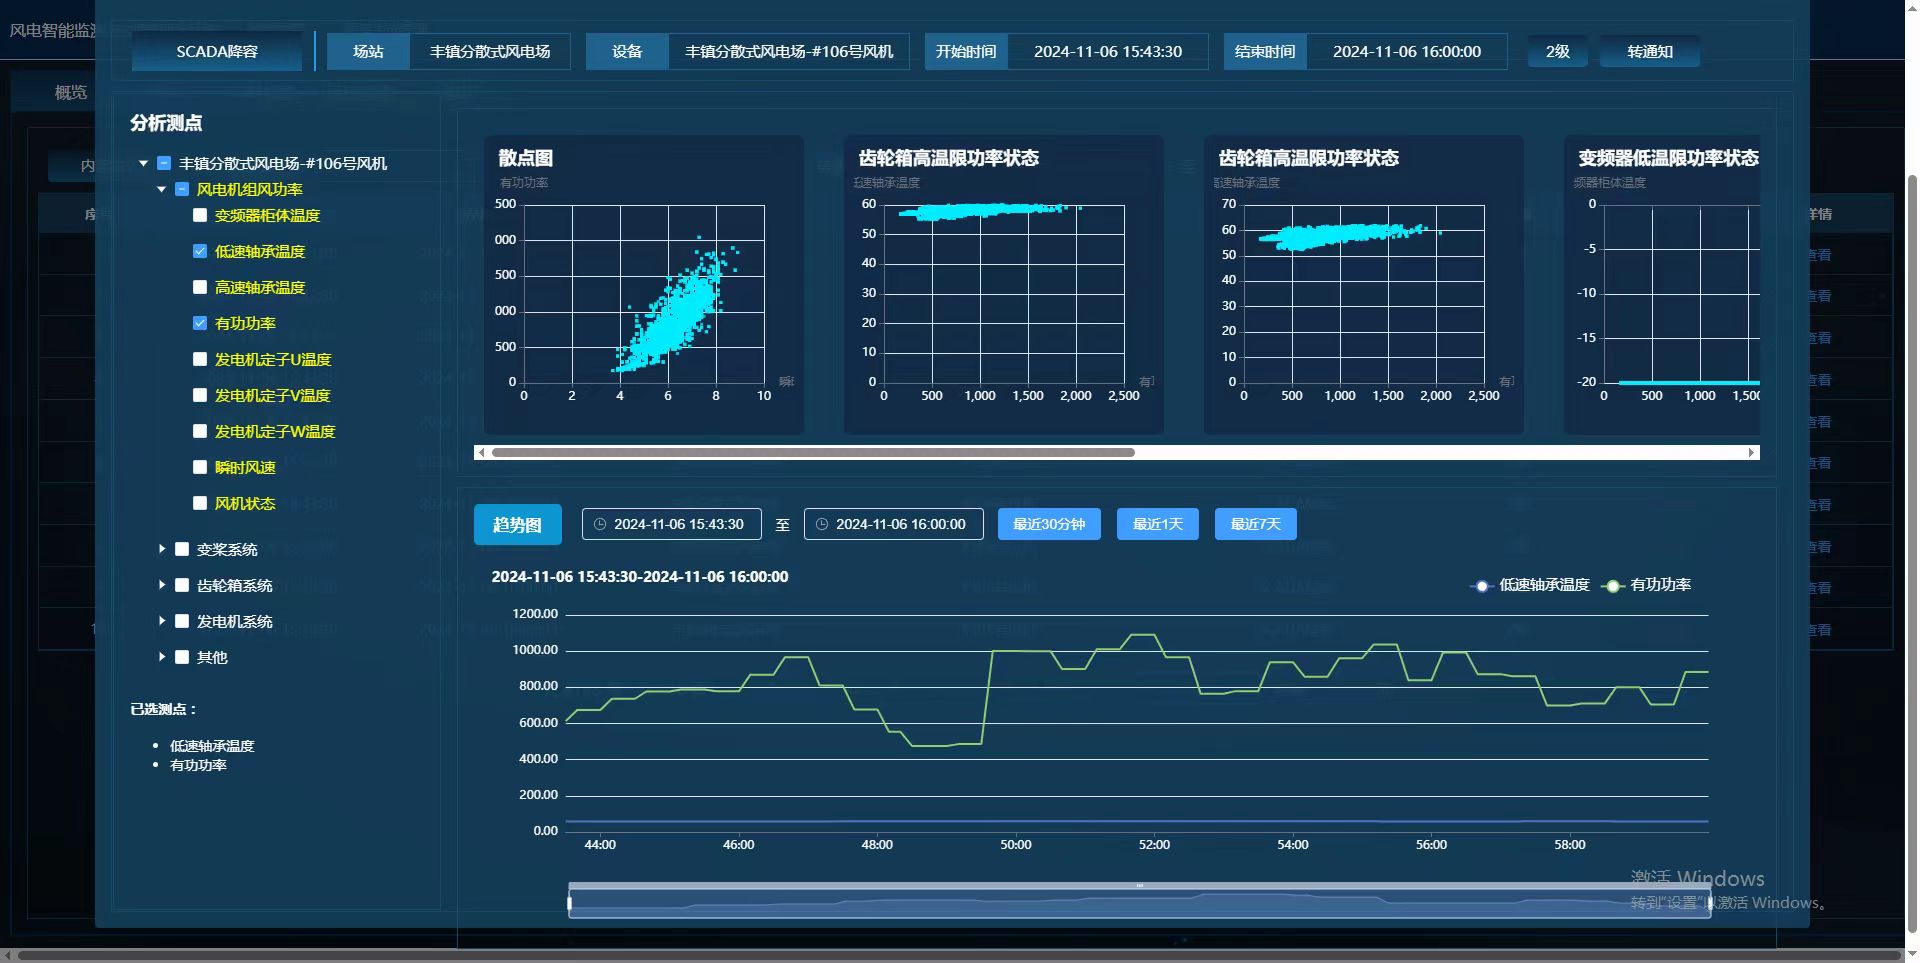 风电智能监测
SCADA降容
场站
丰镇分散式风电场
设备
丰镇分散式风电场-#106号风机
开始时间
2024-11-06 15:43:30
结束时间
2024-11-06 16:00:00
2级
转通知
概览
分析测点
丰镇分散式风电场-#106号风机
风电机组风功率
变频器柜体温度
低速轴承温度
高速轴承温度
有功功率
发电机定子U温度
发电机定子V温度
发电机定子W温度
瞬时风速
风机状态
变桨系统
齿轮箱系统
发电机系统
其他
已选测点：
低速轴承温度
有功功率
散点图
有功功率
500
000
500
000
500
0
0 2 4 6 8 10
瞬
齿轮箱高温限功率状态
速轴承温度
60
50
40
30
20
10
0
0 500 1,000 1,500 2,000 2,500
有
齿轮箱高温限功率状态
速轴承温度
70
60
50
40
30
20
10
0
0 500 1,000 1,500 2,000 2,500
有
变频器低温限功率状态
频器柜体温度
0
-5
-10
-15
-20
0 500 1,000 1,500
详情
查看
查看
查看
查看
查看
查看
查看
查看
查看
查看
趋势图
2024-11-06 15:43:30
至
2024-11-06 16:00:00
最近30分钟
最近1天
最近7天
2024-11-06 15:43:30-2024-11-06 16:00:00
低速轴承温度
有功功率
1200.00
1000.00
800.00
600.00
400.00
200.00
0.00
44:00 46:00 48:00 50:00 52:00 54:00 56:00 58:00
激活 Windows
转到"设置"以激活 Windows。